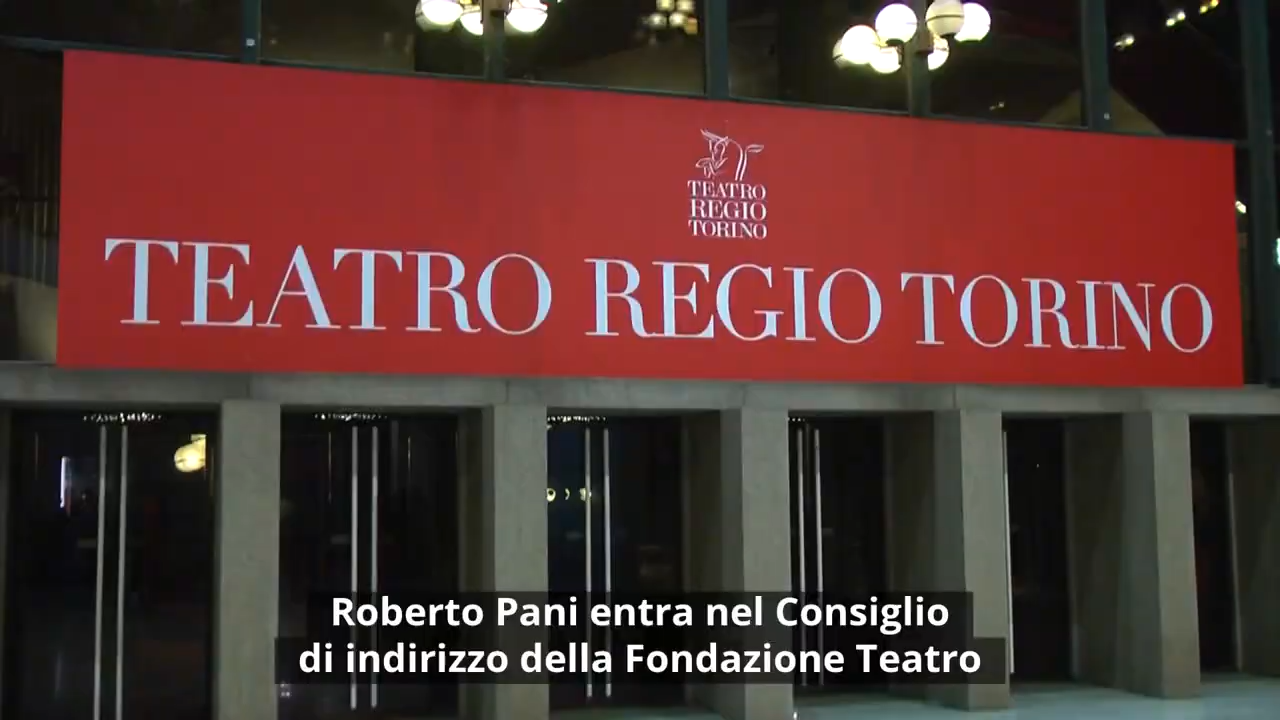 TEATRO
REGIO
TORINO
TEATRO REGIO TORINO
Roberto Pani entra nel Consiglio
di indirizzo della Fondazione Teatro